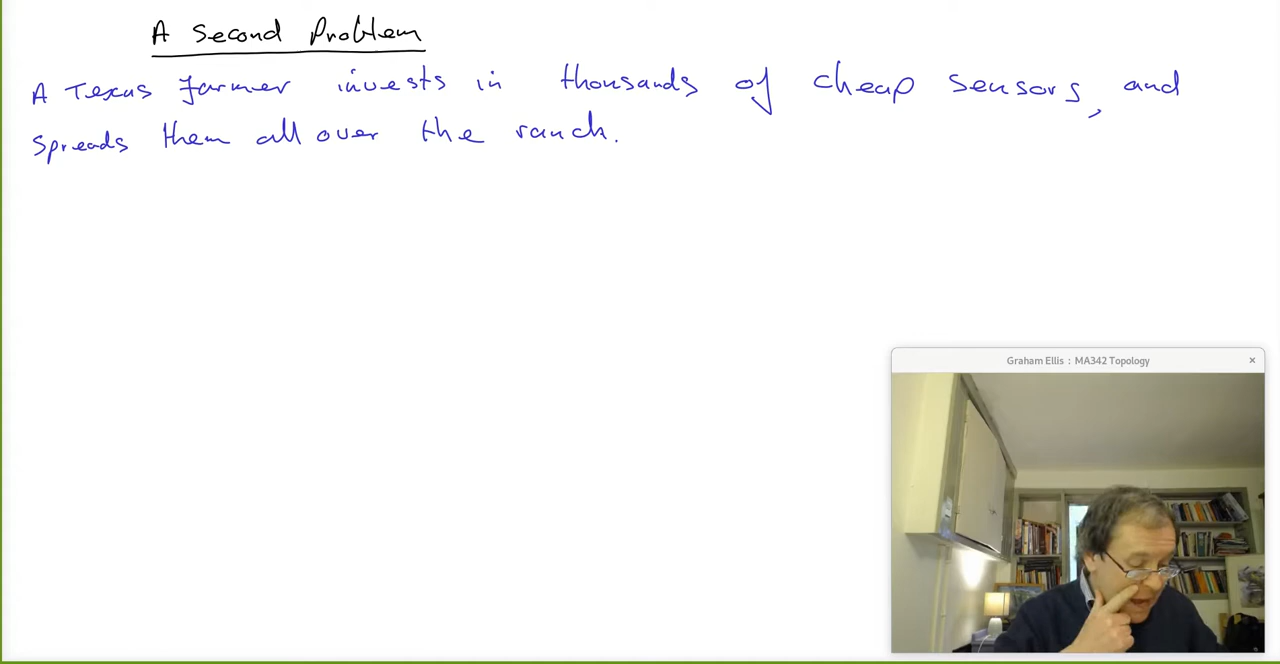 A Second Problem
A Texas farmer invests in thousands of cheap sensors, and
spreads them all over the ranch.
Graham Ellis : MA342 Topology